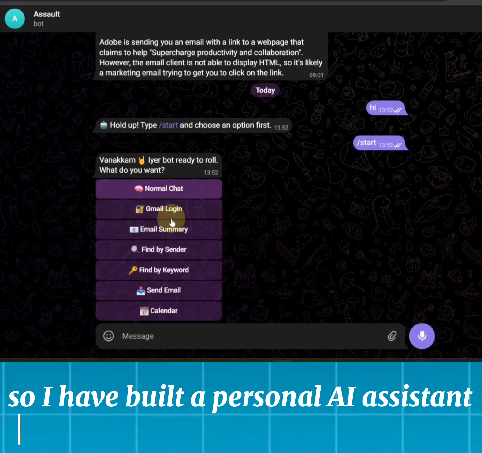 A
Assault
bot
Adobe is sending you an email with a link to a webpage that
claims to help "Supercharge productivity and collaboration".
However, the email client is not able to display HTML, so it's likely
a marketing email trying to get you to click on the link. 09:01
Today
hi 13:52
🤖 Hold up! Type /start and choose an option first. 13:52
/start 13:52
Vanakkam 🤘 Iyer bot ready to roll.
What do you want? 13:52
🧠 Normal Chat
🔐 Gmail Login
📧 Email Summary
🔍 Find by Sender
🔑 Find by Keyword
📤 Send Email
📅 Calendar
Message
so I have built a personal AI assistant